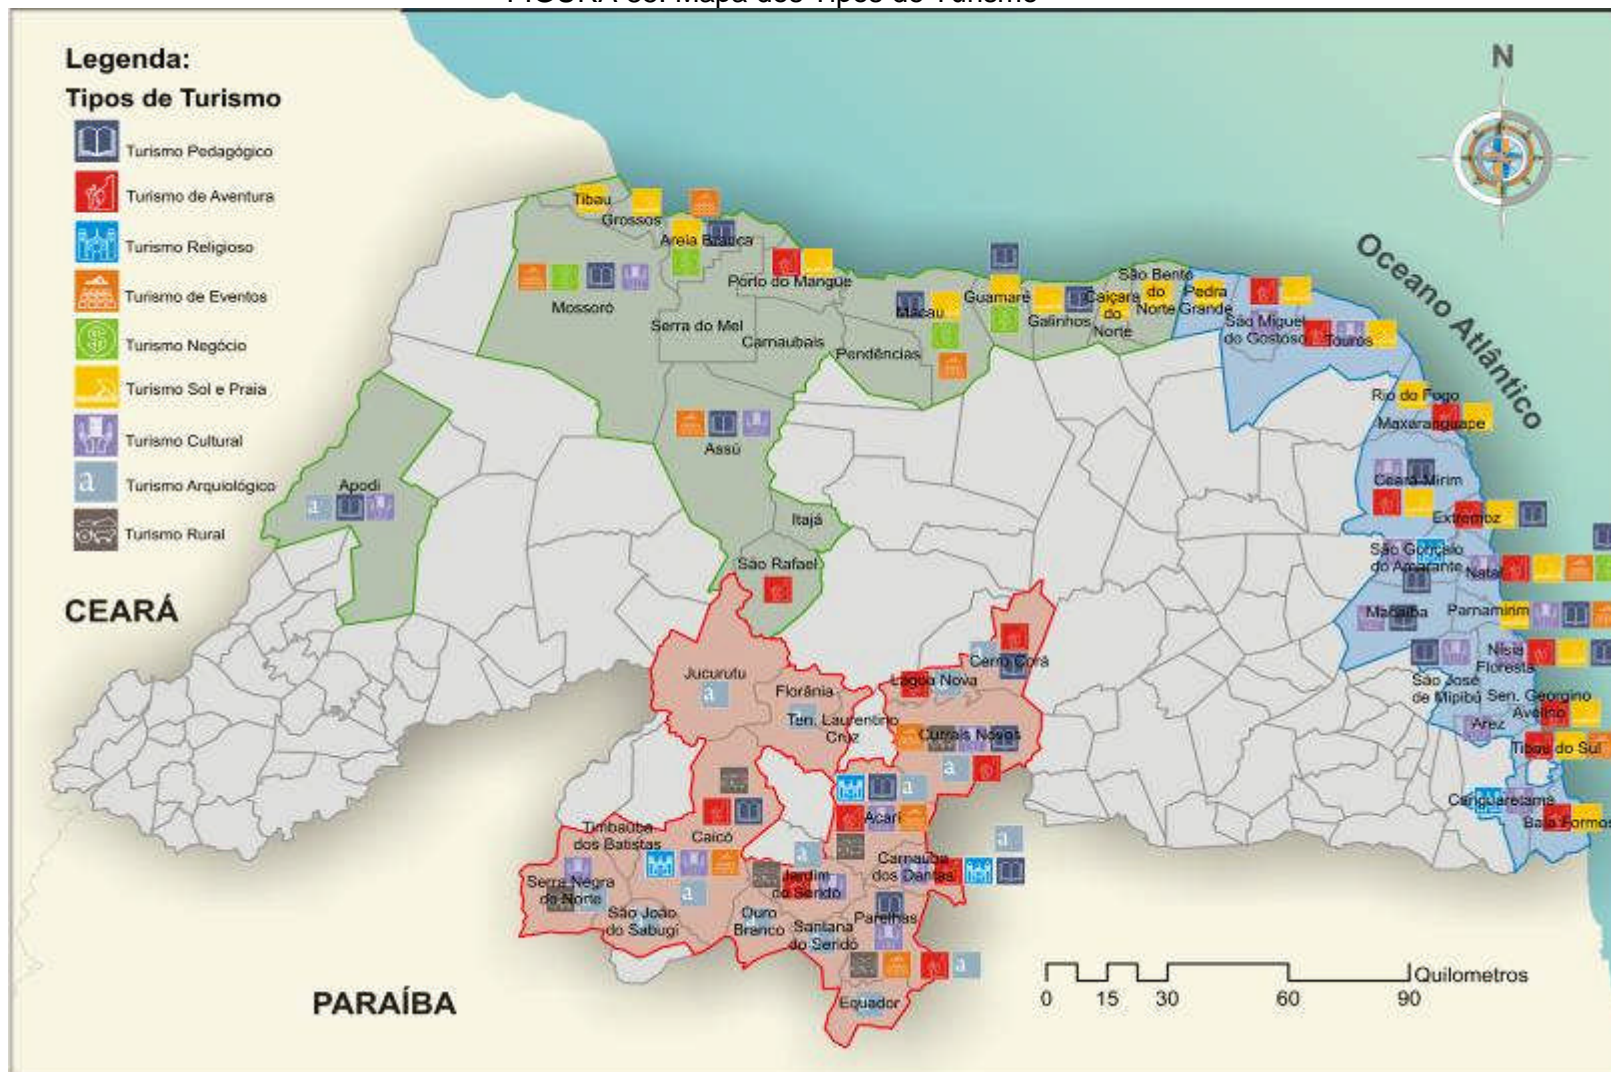 Legenda:
Tipos de Turismo
Turismo Pedagógico
Turismo de Aventura
Turismo Religioso
Turismo de Eventos
Turismo Negócio
Turismo Sol e Praia
Turismo Cultural
Turismo Arquiológico
Turismo Rural
N
Oceano Atlântico
CEARÁ
PARAÍBA
Tibau
Grossos
Areia Branca
Mossoró
Porto do Mangue
Serra do Mel
Carnaubais
Pendências
Macau
Guamaré
Galinhos
Caiçara
do
Norte
São Bento
do
Norte
Pedra
Grande
São Miguel
do Gostoso
Touros
Rio do Fogo
Maxaranguape
Ceará-Mirim
Extremoz
São Gonçalo
do Amarante
Natal
Macaíba
Parnamirim
Nísia
Floresta
São José
de Mipibú
Sen. Georgino
Avelino
Arez
Tibau do Sul
Canguaretama
Baía Formos
Apodi
Assú
Itajá
São Rafael
Jucurutu
Florânia
Ten. Laurentino
Cruz
Cerro Corá
Lagoa Nova
Currais Novos
Caicó
Acari
Timbaúba
dos Batistas
Serra Negra
do Norte
São João
do Sabugí
Jardim
do Seridó
Carnaúba
dos Dantas
Ouro
Branco
Santana
do Seridó
Parelhas
Equador
0 15 30 60 90
Quilometros